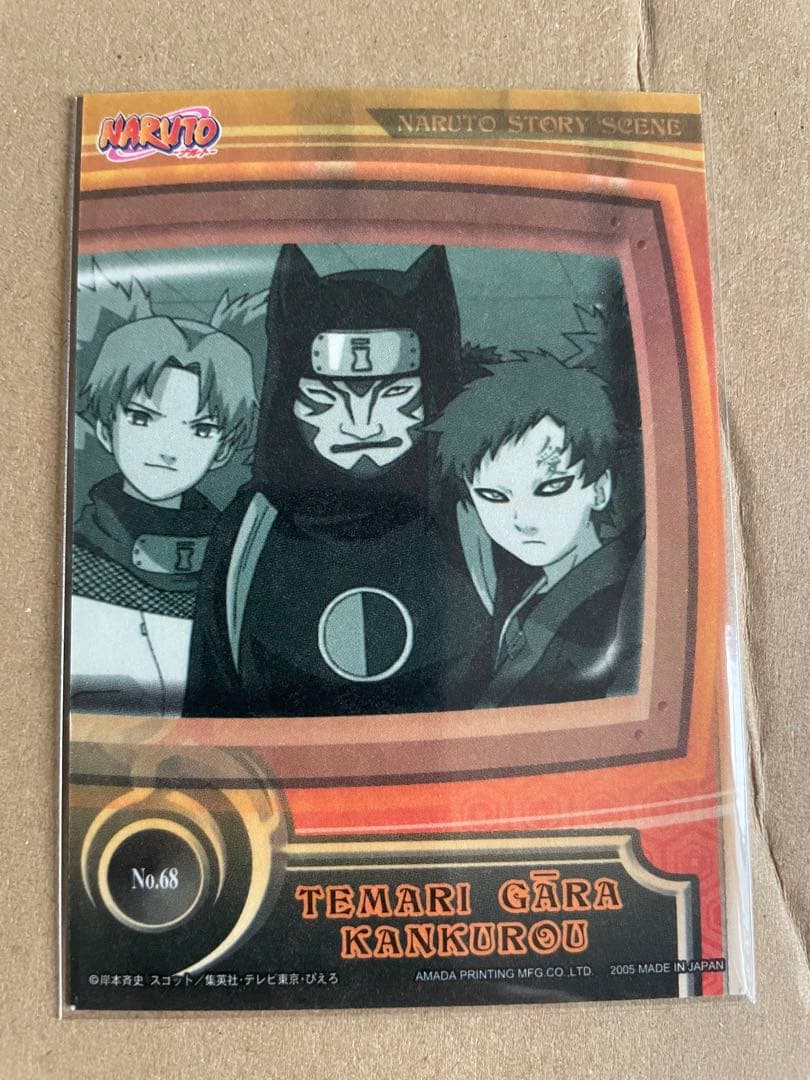 NARUTO
-ナルト-
NARUTO STORY SCENE
No.68
TEMARI GĀRA
KANKUROU
©岸本斉史 スコット/集英社・テレビ東京・ぴえろ
AMADA PRINTING MFG.CO.,LTD. 2005 MADE IN JAPAN